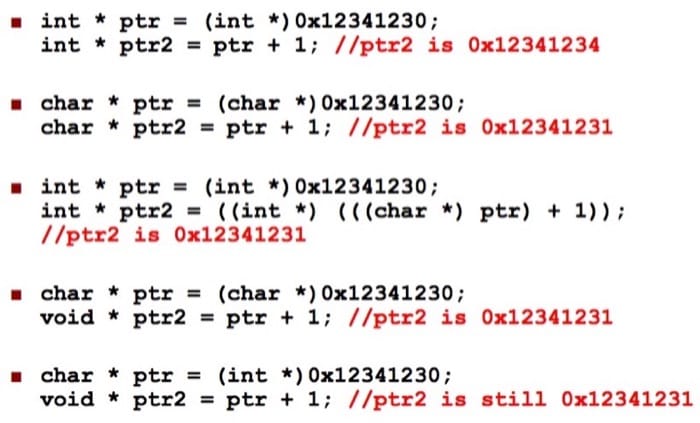 int * ptr = (int *)0x12341230;
int * ptr2 = ptr + 1; //ptr2 is 0x12341234
char * ptr = (char *)0x12341230;
char * ptr2 = ptr + 1; //ptr2 is 0x12341231
int * ptr = (int *)0x12341230;
int * ptr2 = ((int *) (((char *) ptr) + 1));
//ptr2 is 0x12341231
char * ptr = (char *)0x12341230;
void * ptr2 = ptr + 1; //ptr2 is 0x12341231
char * ptr = (int *)0x12341230;
void * ptr2 = ptr + 1; //ptr2 is still 0x12341231